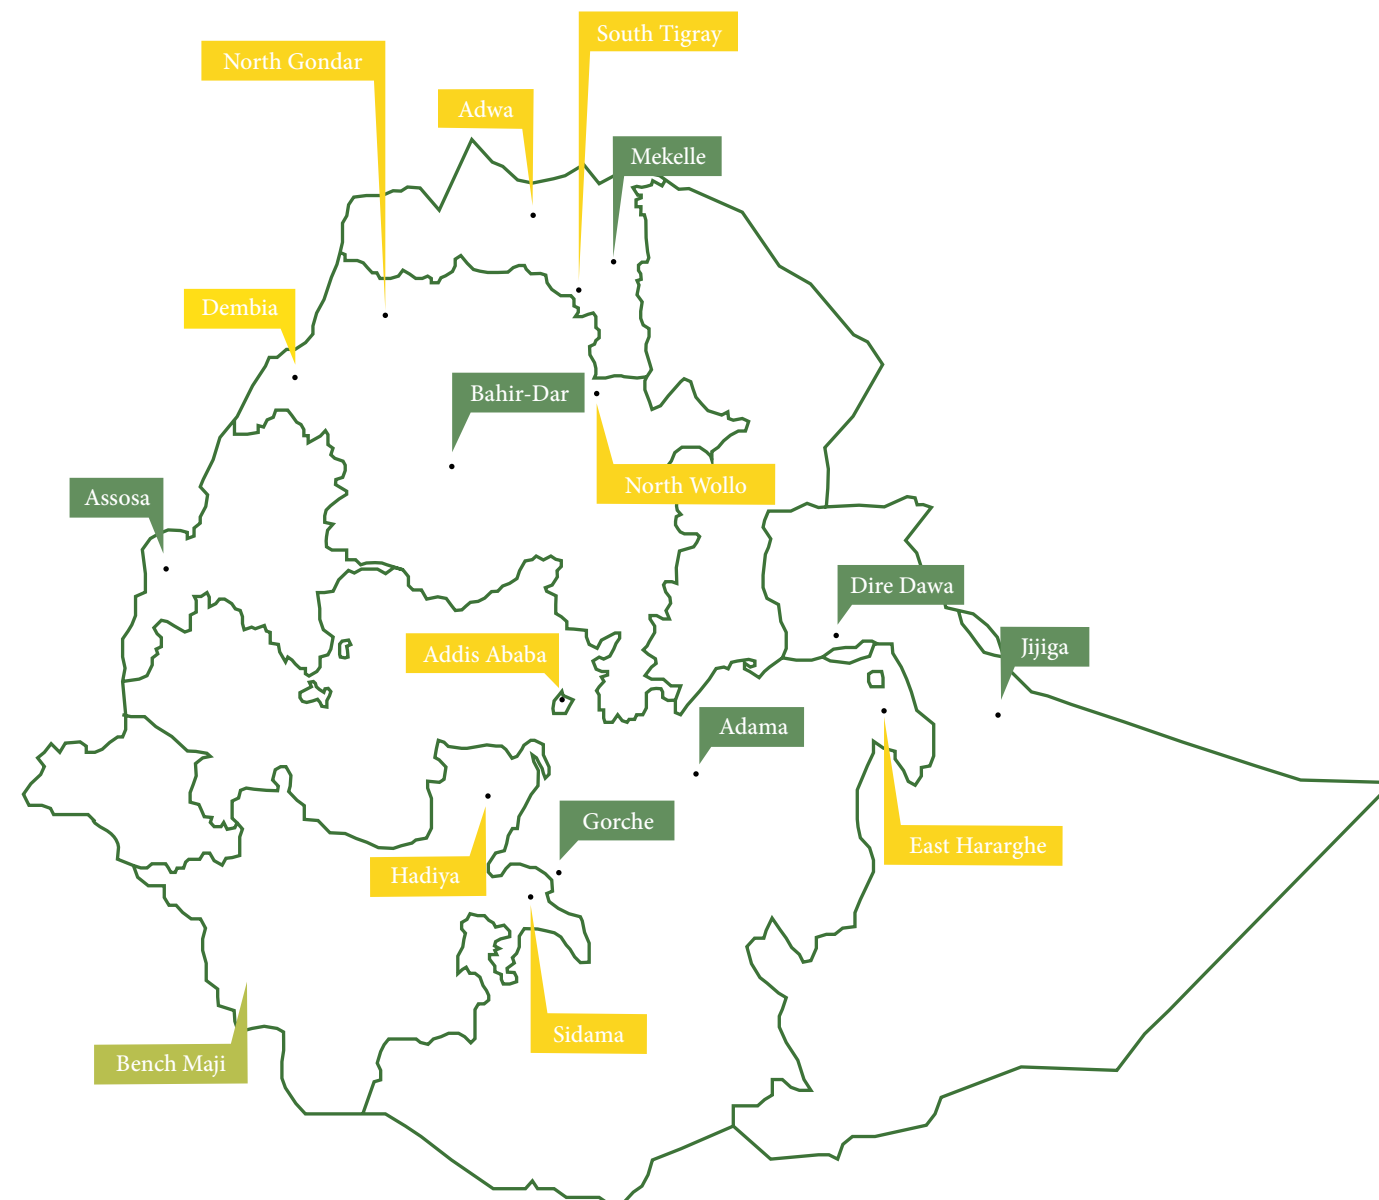 South Tigray
North Gondar
Adwa
Mekelle
Dembia
Bahir-Dar
North Wollo
Assosa
Dire Dawa
Jijiga
Addis Ababa
Adama
Gorche
East Hararghe
Hadiya
Sidama
Bench Maji